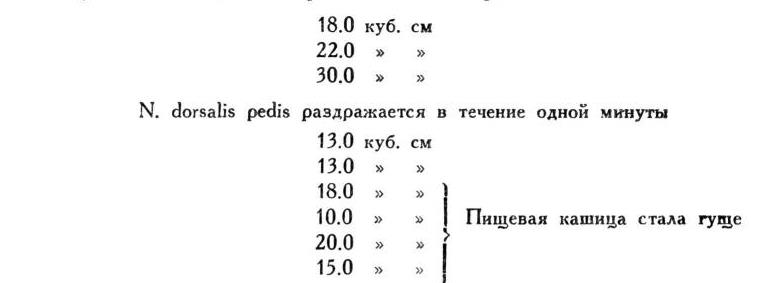 18.0 куб. см
22.0 » »
30.0 » »
N. dorsalis pedis раздражается в течение одной минуты
13.0 куб. см
13.0 » »
18.0 » »
10.0 » » Пищевая кашица стала гуще
20.0 » »
15.0 » »